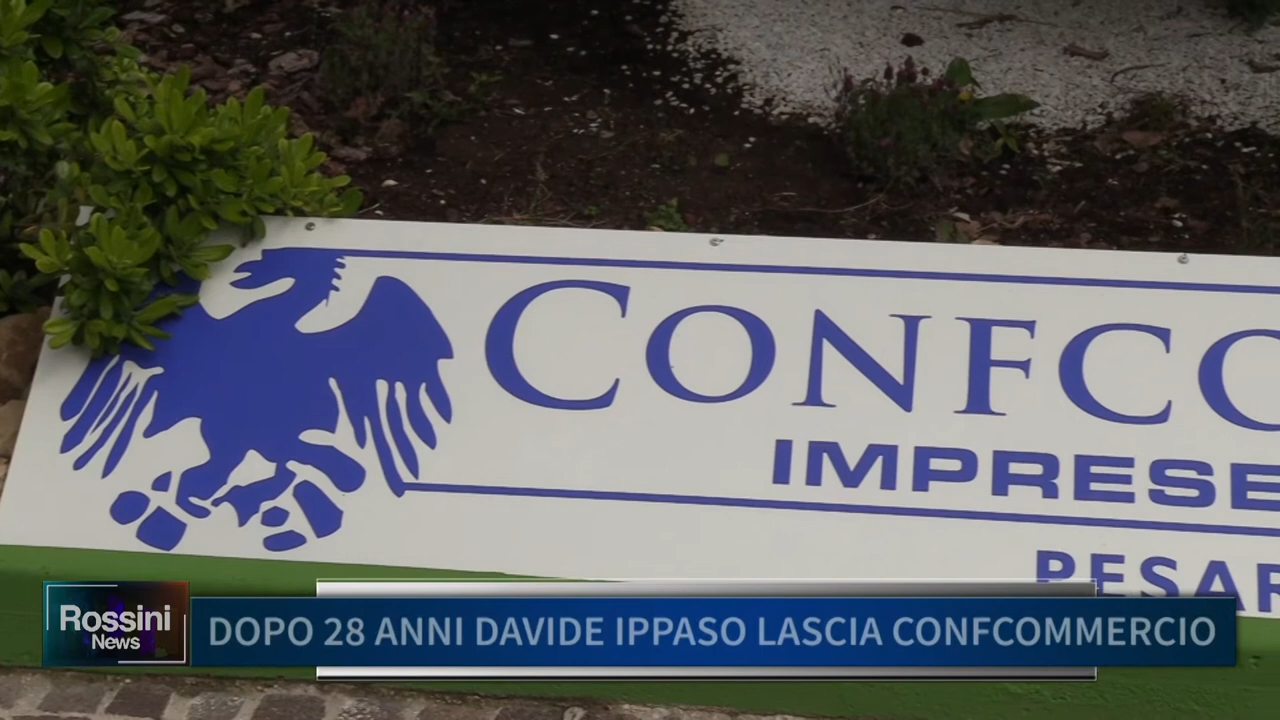 CONFCO
IMPRESE
PESAR
Rossini
News
DOPO 28 ANNI DAVIDE IPPASO LASCIA CONFCOMMERCIO